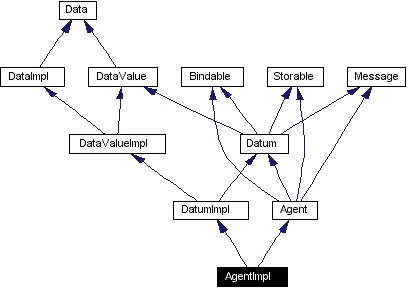 Data
DataImpl
DataValue
Bindable
Storable
Message
DataValueImpl
Datum
DatumImpl
Agent
AgentImpl